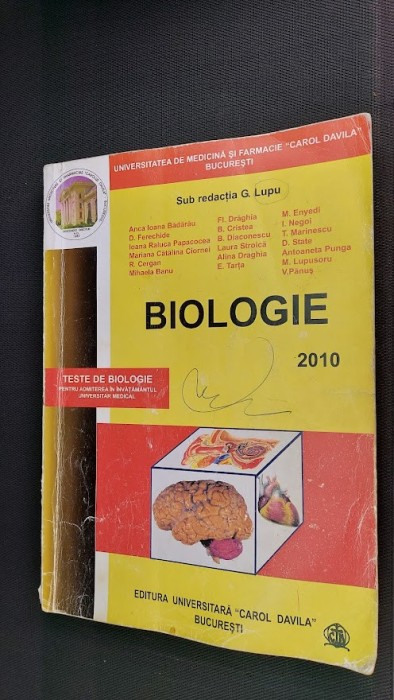 UNIVERSITATEA DE MEDICINĂ ŞI FARMACIE "CAROL DAVILA"
BUCUREŞTI
Sub redacţia G. Lupu
Anca Ioana Bădărău
D. Ferechide
Ioana Raluca Papacocea
Mariana Cătălina Ciornei
R. Cergan
Mihaela Banu
Fl. Drăghia
B. Cristea
B. Diaconescu
Laura Stroică
Alina Draghia
E. Tarţa
M. Enyedi
I. Negoi
T. Marinescu
D. State
Antoaneta Punga
M. Lupusoru
V.Pănuş
BIOLOGIE
2010
TESTE DE BIOLOGIE
PENTRU ADMITEREA ÎN ÎNVĂŢĂMÂNTUL
UNIVERSITAR MEDICAL
EDITURA UNIVERSITARĂ "CAROL DAVILA"
BUCUREŞTI